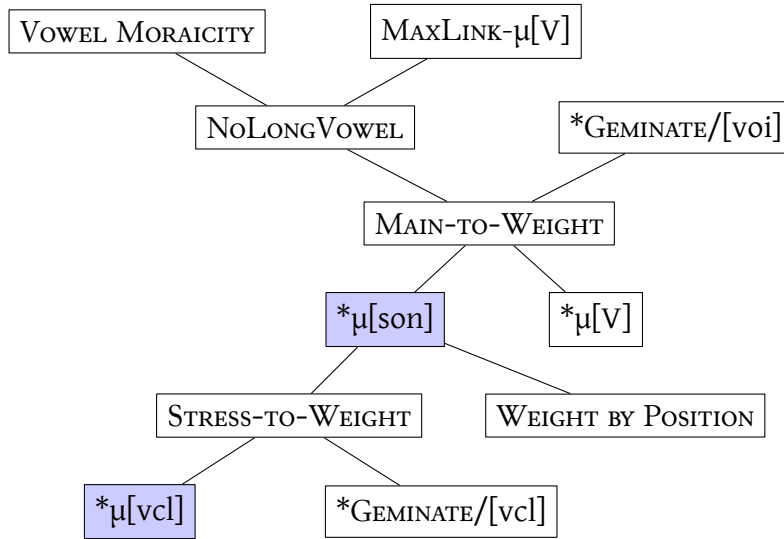 VOWEL MORAICITY
MAXLINK-μ[V]
NOLONGVOWEL
*GEMINATE/[voi]
MAIN-TO-WEIGHT
*μ[son]
*μ[V]
STRESS-TO-WEIGHT
WEIGHT BY POSITION
*μ[vcl]
*GEMINATE/[vcl]